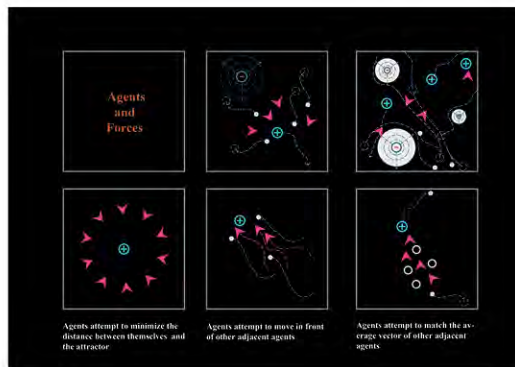 Agents
and
Forces
Agents attempt to minimize the
distance between themselves and
the attractor
Agents attempt to move in front
of other adjacent agents
Agents attempt to match the av-
erage vector of other adjacent
agents